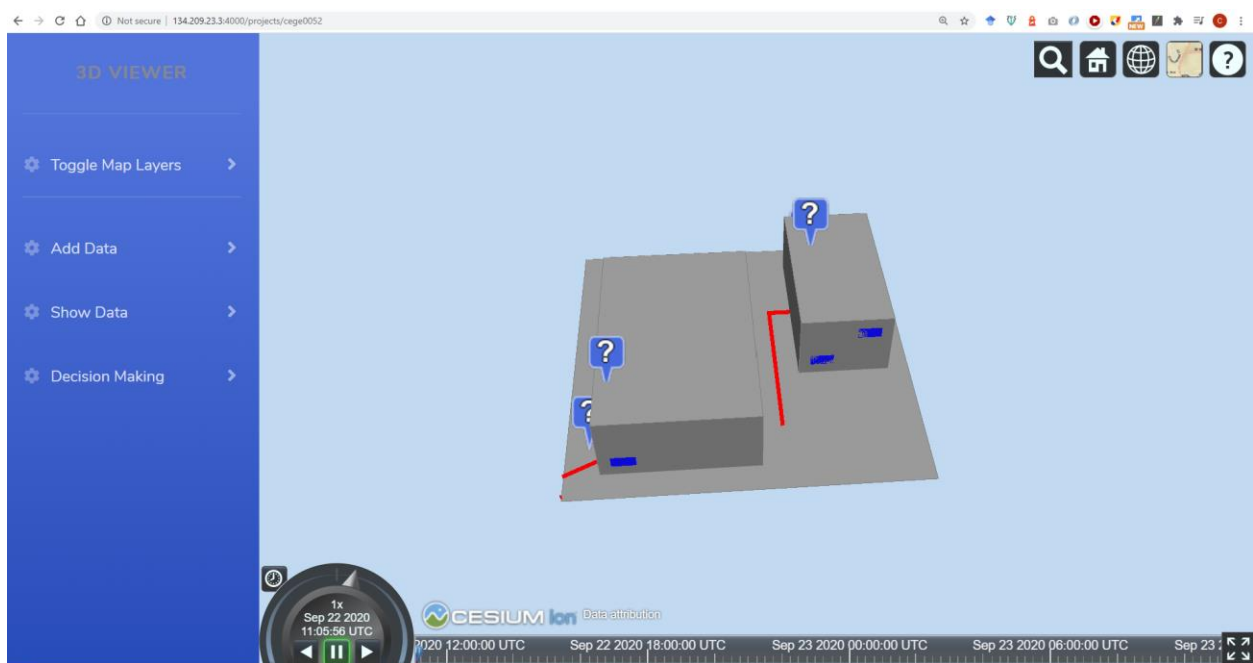 Not secure | 134.209.23.3:4000/projects/cege0052
NEW
C
3D VIEWER
?
Toggle Map Layers
?
Add Data
Show Data
?
Decision Making
?
1x
Sep 22 2020
11:05:56 UTC
CESIUM ion Data attribution
2020 12:00:00 UTC Sep 22 2020 18:00:00 UTC Sep 23 2020 00:00:00 UTC Sep 23 2020 06:00:00 UTC Sep 23